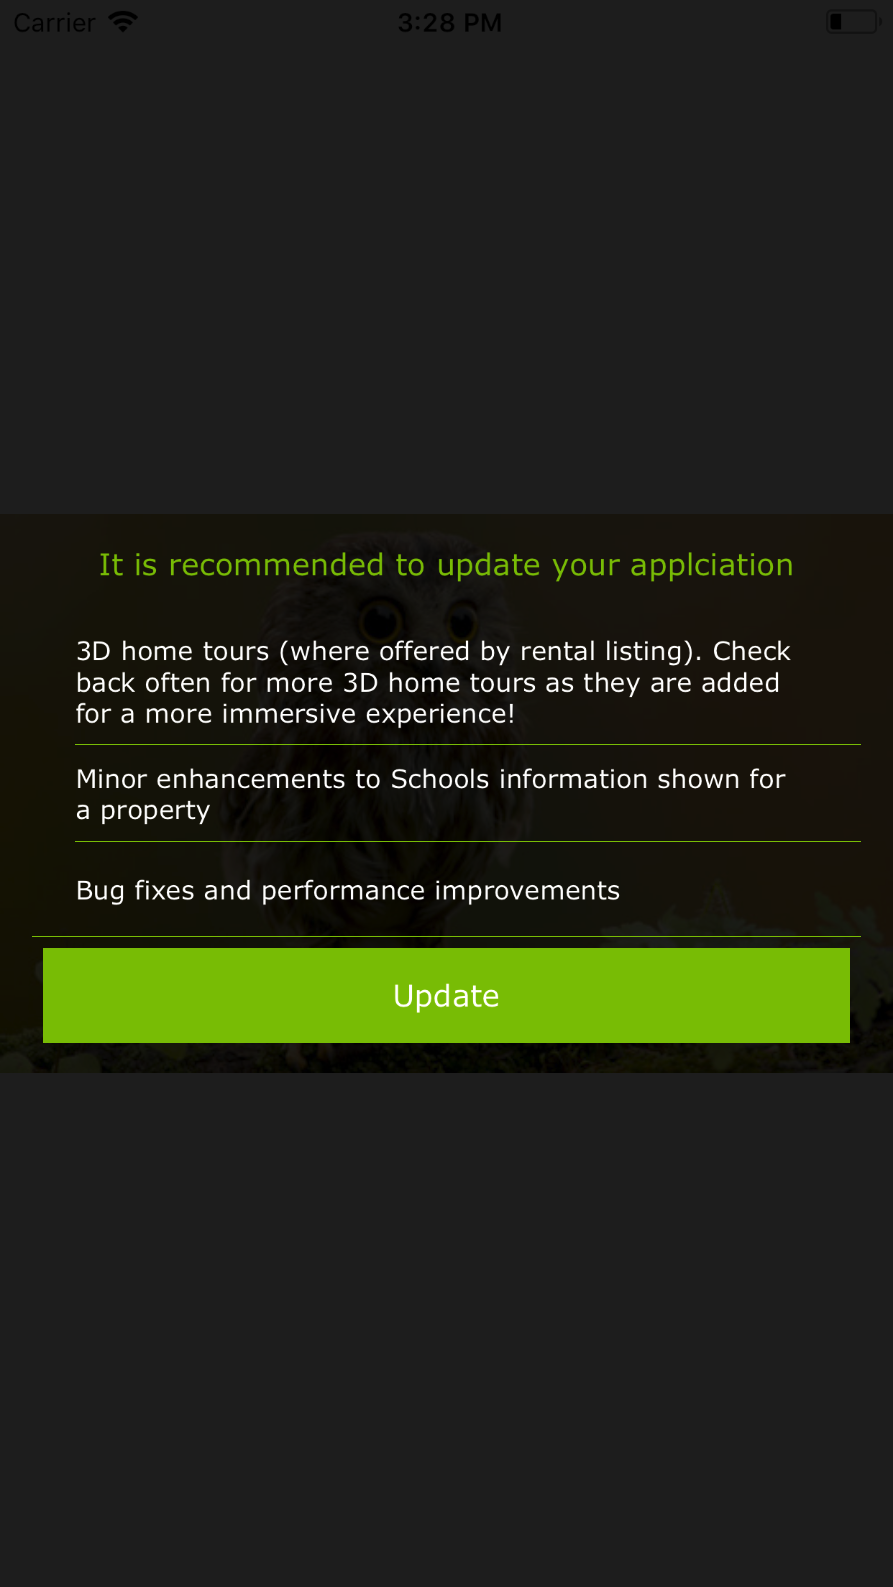 Carrier
3:28 PM
It is recommended to update your applciation
3D home tours (where offered by rental listing). Check
back often for more 3D home tours as they are added
for a more immersive experience!
Minor enhancements to Schools information shown for
a property
Bug fixes and performance improvements
Update